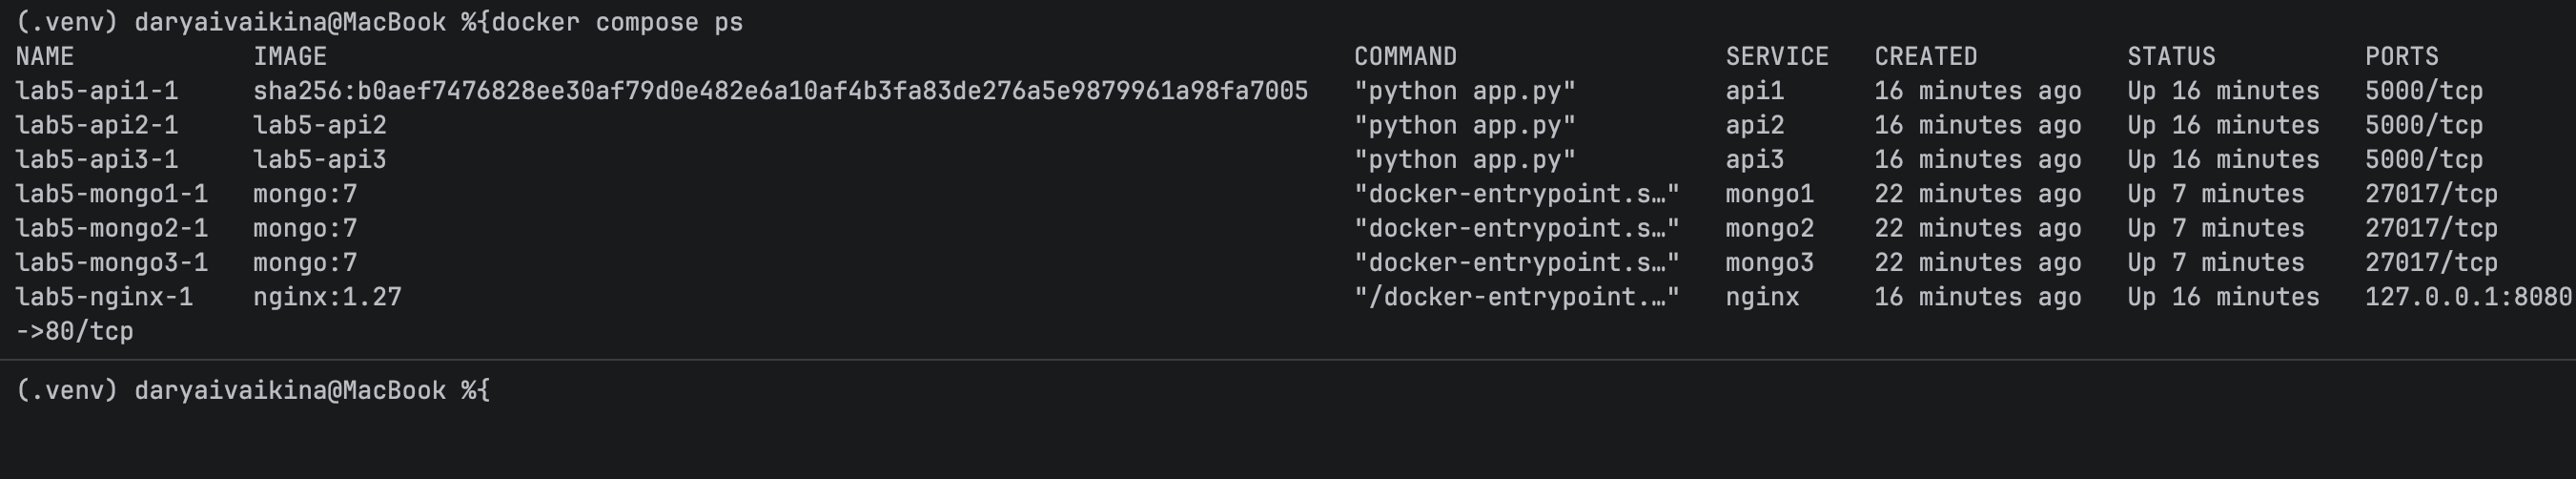 (.venv) daryaivaikina@MacBook %{docker compose ps
NAME            IMAGE                                                                     COMMAND                  SERVICE   CREATED          STATUS          PORTS
lab5-api1-1     sha256:b0aef7476828ee30af79d0e482e6a10af4b3fa83de276a5e9879961a98fa7005   "python app.py"          api1      16 minutes ago   Up 16 minutes   5000/tcp
lab5-api2-1     lab5-api2                                                                 "python app.py"          api2      16 minutes ago   Up 16 minutes   5000/tcp
lab5-api3-1     lab5-api3                                                                 "python app.py"          api3      16 minutes ago   Up 16 minutes   5000/tcp
lab5-mongo1-1   mongo:7                                                                   "docker-entrypoint.s…"   mongo1    22 minutes ago   Up 7 minutes    27017/tcp
lab5-mongo2-1   mongo:7                                                                   "docker-entrypoint.s…"   mongo2    22 minutes ago   Up 7 minutes    27017/tcp
lab5-mongo3-1   mongo:7                                                                   "docker-entrypoint.s…"   mongo3    22 minutes ago   Up 7 minutes    27017/tcp
lab5-nginx-1    nginx:1.27                                                                "/docker-entrypoint.…"   nginx     16 minutes ago   Up 16 minutes   127.0.0.1:8080
->80/tcp
(.venv) daryaivaikina@MacBook %{